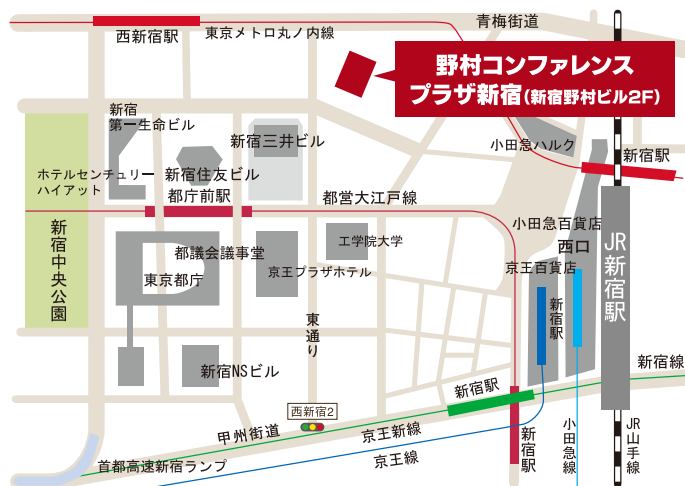 青梅街道
西新宿駅
東京メトロ丸ノ内線
野村コンファレンス
プラザ新宿(新宿野村ビル2F)
新宿
第一生命ビル
新宿三井ビル
小田急ハルク
新宿駅
ホテルセンチュリー
ハイアット
新宿住友ビル
都庁前駅
都営大江戸線
新宿中央公園
都議会議事堂
東京都庁
京王プラザホテル
工学院大学
小田急百貨店
西口
京王百貨店
JR新宿駅
新宿駅
東通り
新宿NSビル
新宿線
新宿駅
西新宿2
甲州街道
京王新線
京王線
新宿駅
小田急線
JR山手線
首都高速新宿ランプ